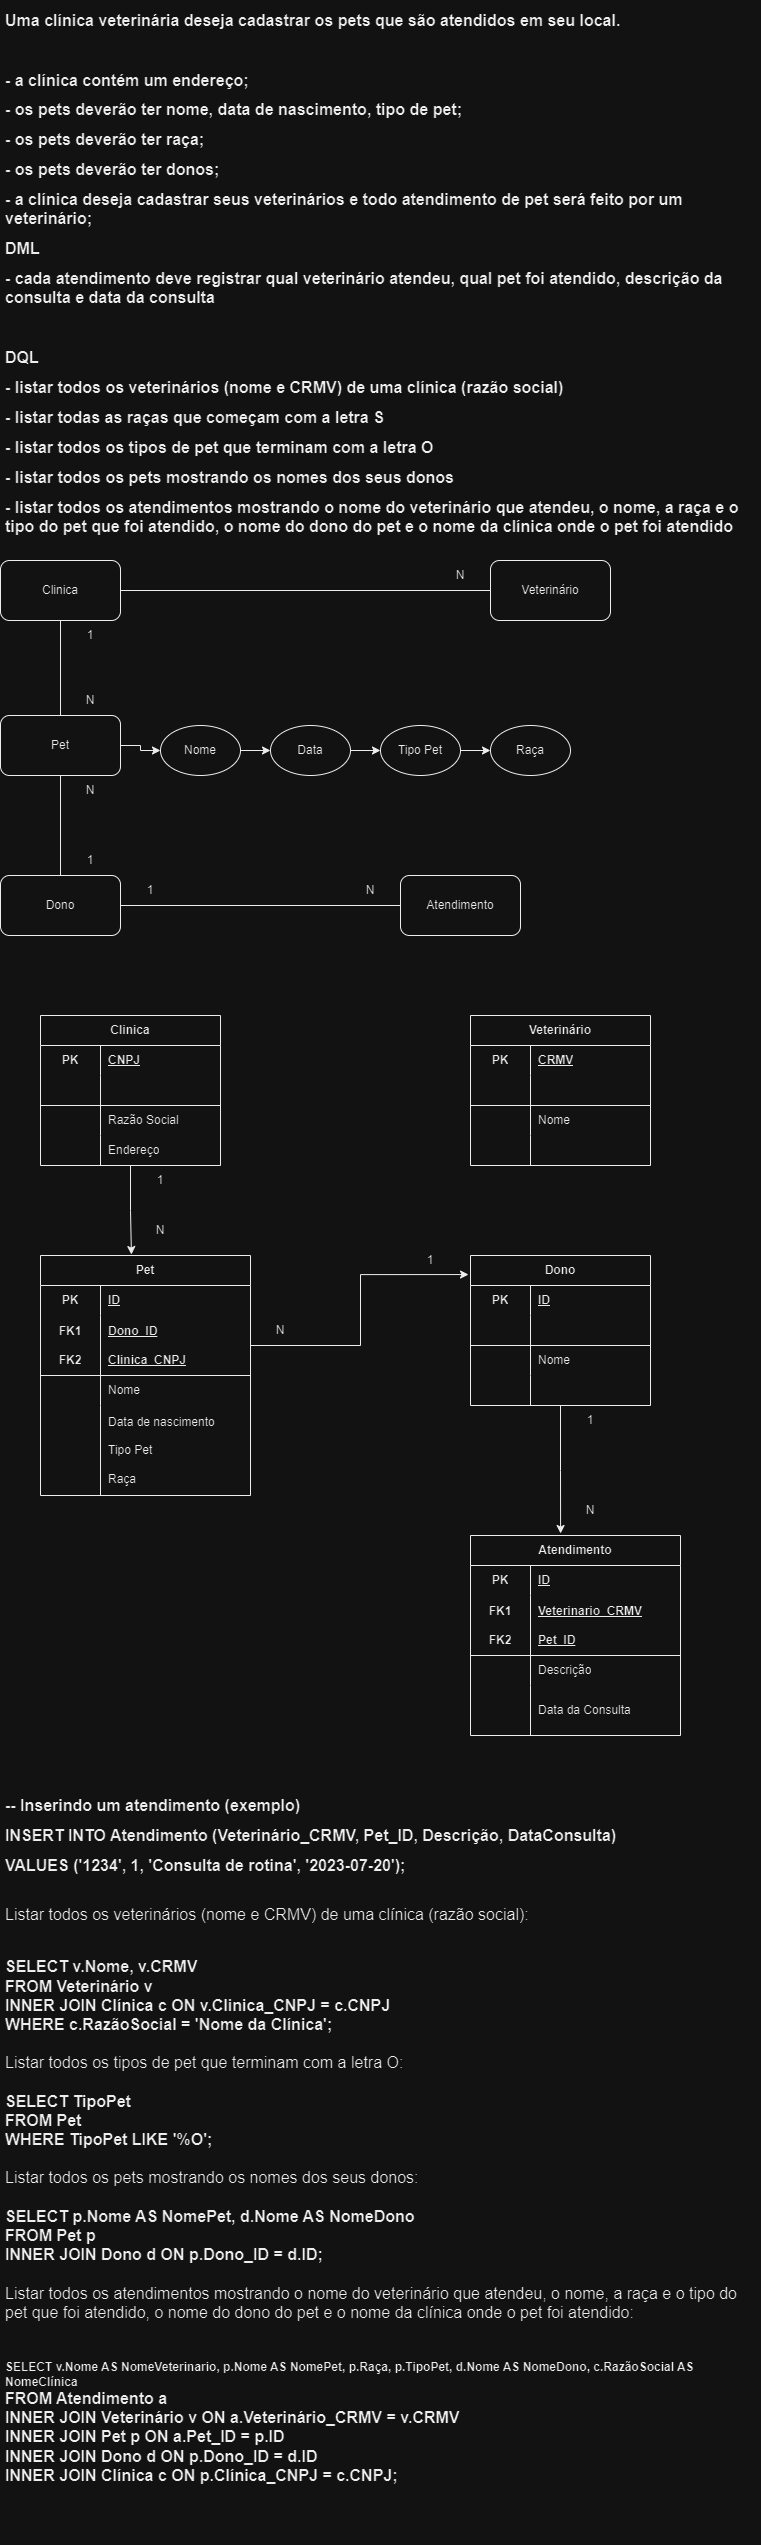 Uma clínica veterinária deseja cadastrar os pets que são atendidos em seu local.
- a clínica contém um endereço;
- os pets deverão ter nome, data de nascimento, tipo de pet;
- os pets deverão ter raça;
- os pets deverão ter donos;
- a clínica deseja cadastrar seus veterinários e todo atendimento de pet será feito por um
veterinário;
DML
- cada atendimento deve registrar qual veterinário atendeu, qual pet foi atendido, descrição da
consulta e data da consulta
DQL
- listar todos os veterinários (nome e CRMV) de uma clínica (razão social)
- listar todas as raças que começam com a letra S
- listar todos os tipos de pet que terminam com a letra O
- listar todos os pets mostrando os nomes dos seus donos
- listar todos os atendimentos mostrando o nome do veterinário que atendeu, o nome, a raça e o
tipo do pet que foi atendido, o nome do dono do pet e o nome da clínica onde o pet foi atendido
N
Clinica
Veterinário
1
N
Pet
Nome
Data
Tipo Pet
Raça
N
1
1
N
Dono
Atendimento
Clinica
PK
CNPJ
Razão Social
Endereço
Veterinário
PK
CRMV
Nome
1
N
Pet
PK
ID
FK1
Dono_ID
FK2
Clinica_CNPJ
Nome
Data de nascimento
Tipo Pet
Raça
N
1
Dono
PK
ID
Nome
1
N
Atendimento
PK
ID
FK1
Veterinario_CRMV
FK2
Pet_ID
Descrição
Data da Consulta
-- Inserindo um atendimento (exemplo)
INSERT INTO Atendimento (Veterinário_CRMV, Pet_ID, Descrição, DataConsulta)
VALUES ('1234', 1, 'Consulta de rotina', '2023-07-20');
Listar todos os veterinários (nome e CRMV) de uma clínica (razão social):
SELECT v.Nome, v.CRMV
FROM Veterinário v
INNER JOIN Clínica c ON v.Clinica_CNPJ = c.CNPJ
WHERE c.RazãoSocial = 'Nome da Clínica';
Listar todos os tipos de pet que terminam com a letra O:
SELECT TipoPet
FROM Pet
WHERE TipoPet LIKE '%O';
Listar todos os pets mostrando os nomes dos seus donos:
SELECT p.Nome AS NomePet, d.Nome AS NomeDono
FROM Pet p
INNER JOIN Dono d ON p.Dono_ID = d.ID;
Listar todos os atendimentos mostrando o nome do veterinário que atendeu, o nome, a raça e o tipo do
pet que foi atendido, o nome do dono do pet e o nome da clínica onde o pet foi atendido:
SELECT v.Nome AS NomeVeterinario, p.Nome AS NomePet, p.Raça, p.TipoPet, d.Nome AS NomeDono, c.RazãoSocial AS
NomeClínica
FROM Atendimento a
INNER JOIN Veterinário v ON a.Veterinário_CRMV = v.CRMV
INNER JOIN Pet p ON a.Pet_ID = p.ID
INNER JOIN Dono d ON p.Dono_ID = d.ID
INNER JOIN Clínica c ON p.Clínica_CNPJ = c.CNPJ;